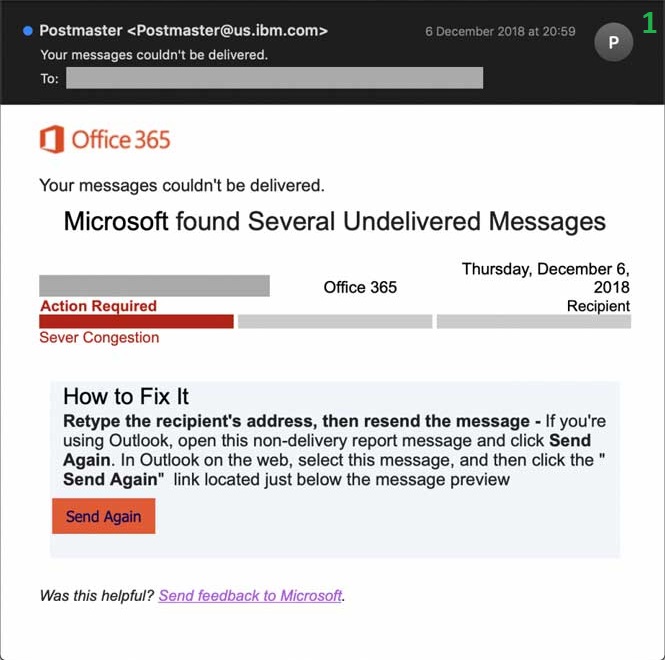 Postmaster <Postmaster@us.ibm.com>
6 December 2018 at 20:59
P
1
Your messages couldn't be delivered.
To:
Office 365
Your messages couldn't be delivered.
Microsoft found Several Undelivered Messages
Thursday, December 6,
Office 365
2018
Action Required
Recipient
Sever Congestion
How to Fix It
Retype the recipient's address, then resend the message - If you're
using Outlook, open this non-delivery report message and click Send
Again. In Outlook on the web, select this message, and then click the "
Send Again" link located just below the message preview
Send Again
Was this helpful? Send feedback to Microsoft.